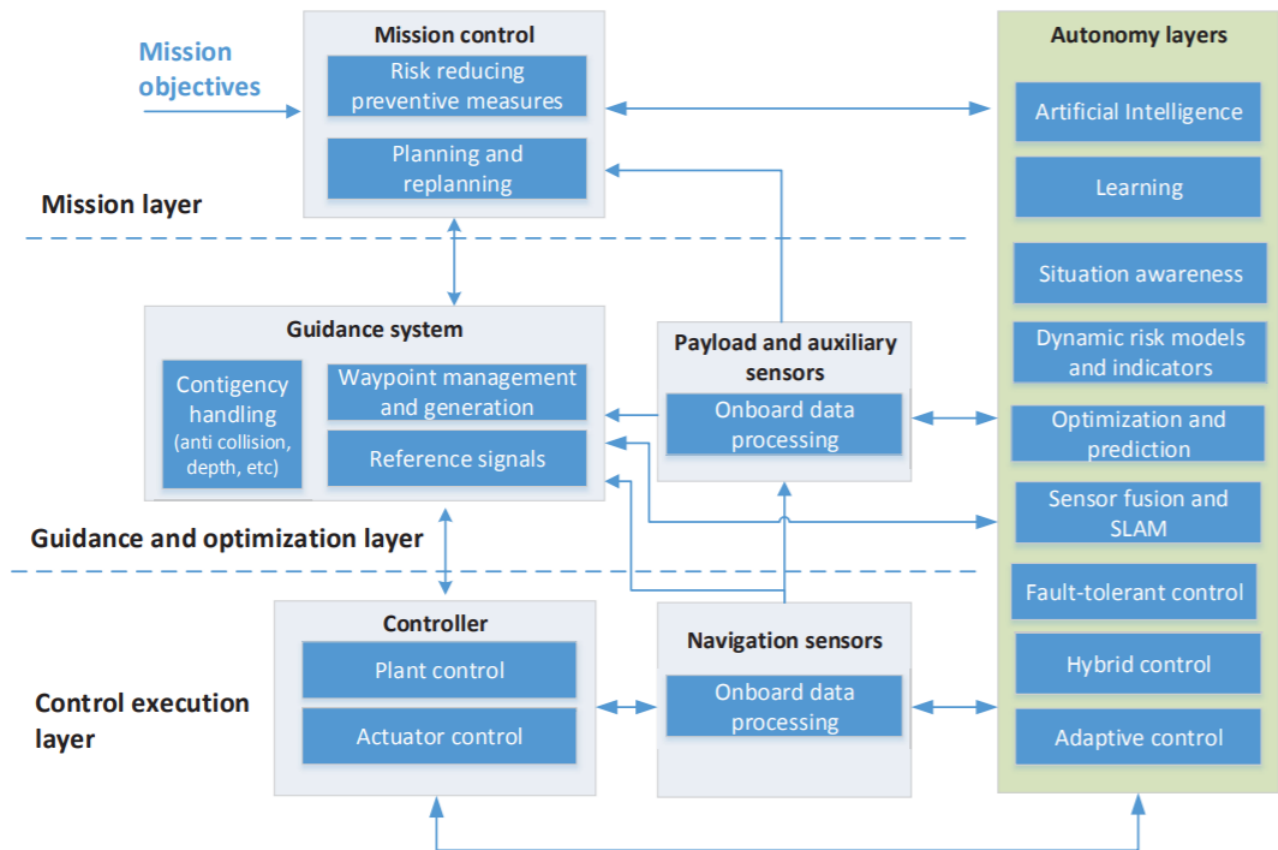 Mission objectives
Mission control
Risk reducing
preventive measures
Planning and
replanning
Mission layer
Guidance system
Contigency
handling
(anti collision,
depth, etc)
Waypoint management
and generation
Reference signals
Payload and auxiliary
sensors
Onboard data
processing
Guidance and optimization layer
Controller
Plant control
Actuator control
Navigation sensors
Onboard data
processing
Control execution
layer
Autonomy layers
Artificial Intelligence
Learning
Situation awareness
Dynamic risk models
and indicators
Optimization and
prediction
Sensor fusion and
SLAM
Fault-tolerant control
Hybrid control
Adaptive control